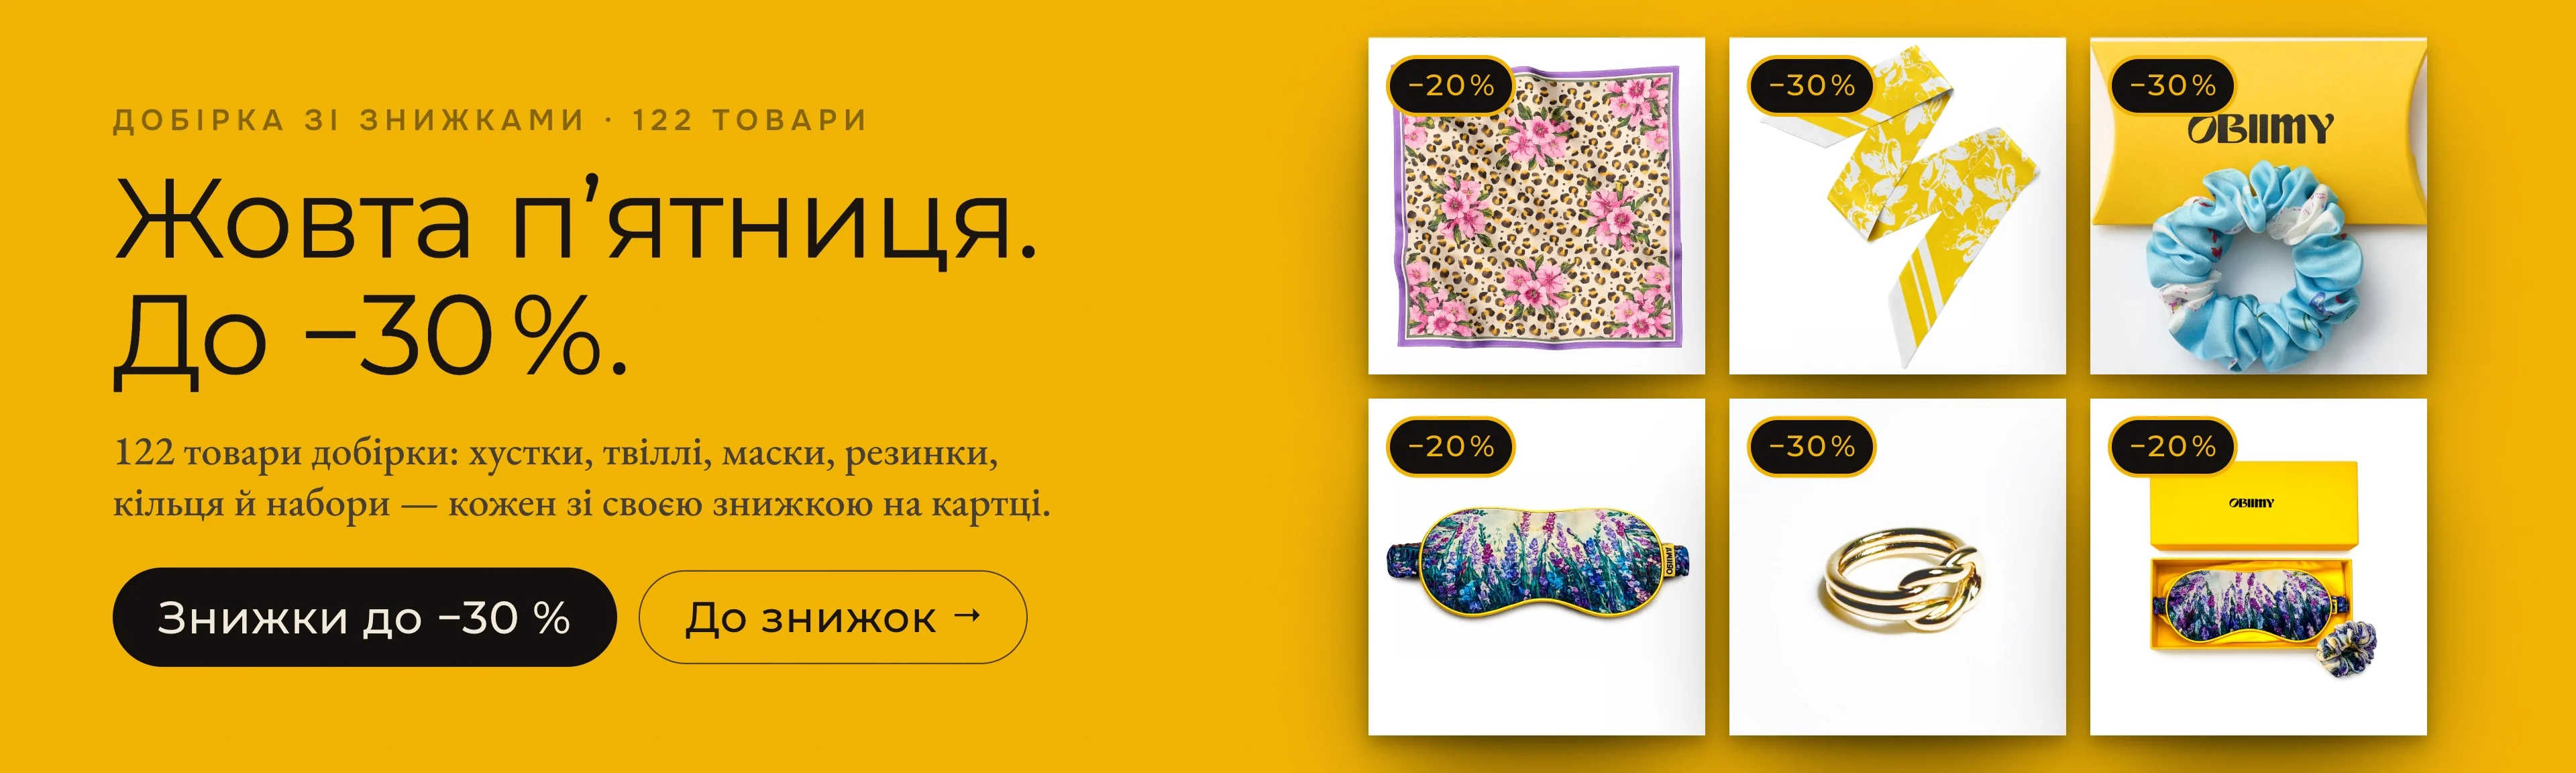 ДОБІРКА ЗІ ЗНИЖКАМИ · 122 ТОВАРИ
Жовта п’ятниця.
До −30 %.
122 товари добірки: хустки, твіллі, маски, резинки,
кільця й набори — кожен зі своєю знижкою на картці.
Знижки до −30 %
До знижок →
−20 %
−30 %
−30 %
OBIIMY
−20 %
OBIIMY
−30 %
−20 %
OBIIMY